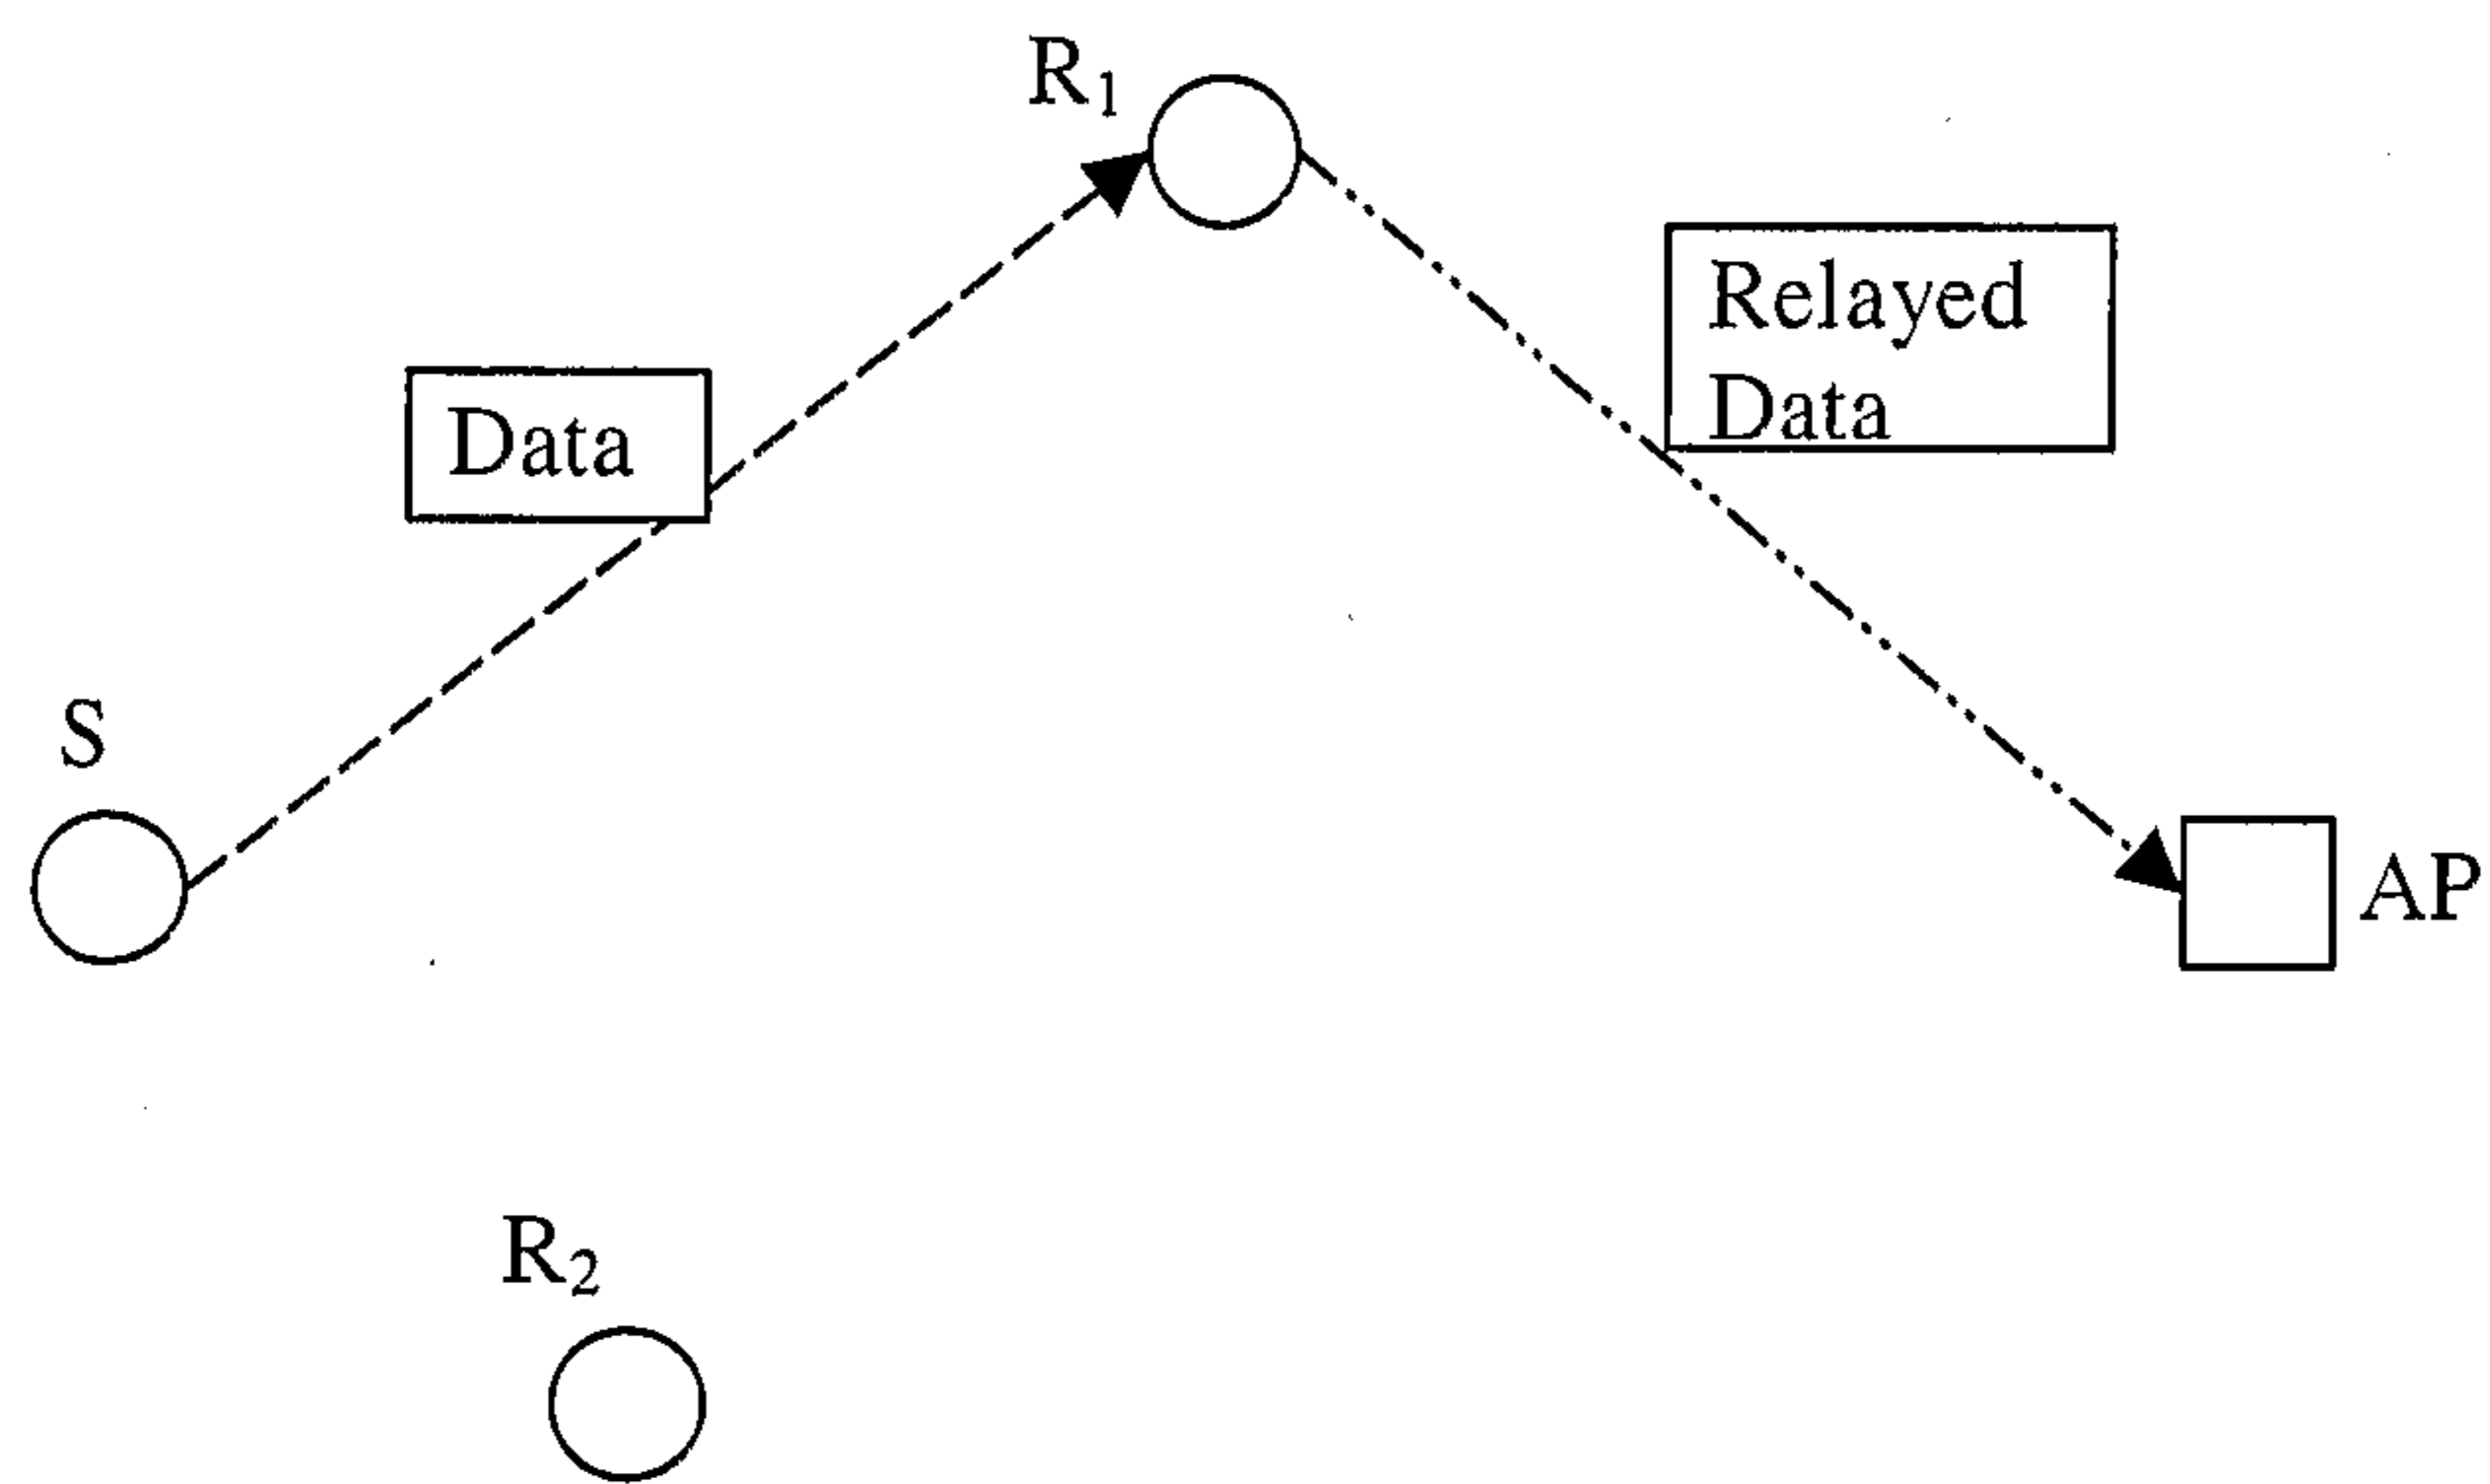 R₁
Relayed
Data
Data
S
AP
R₂